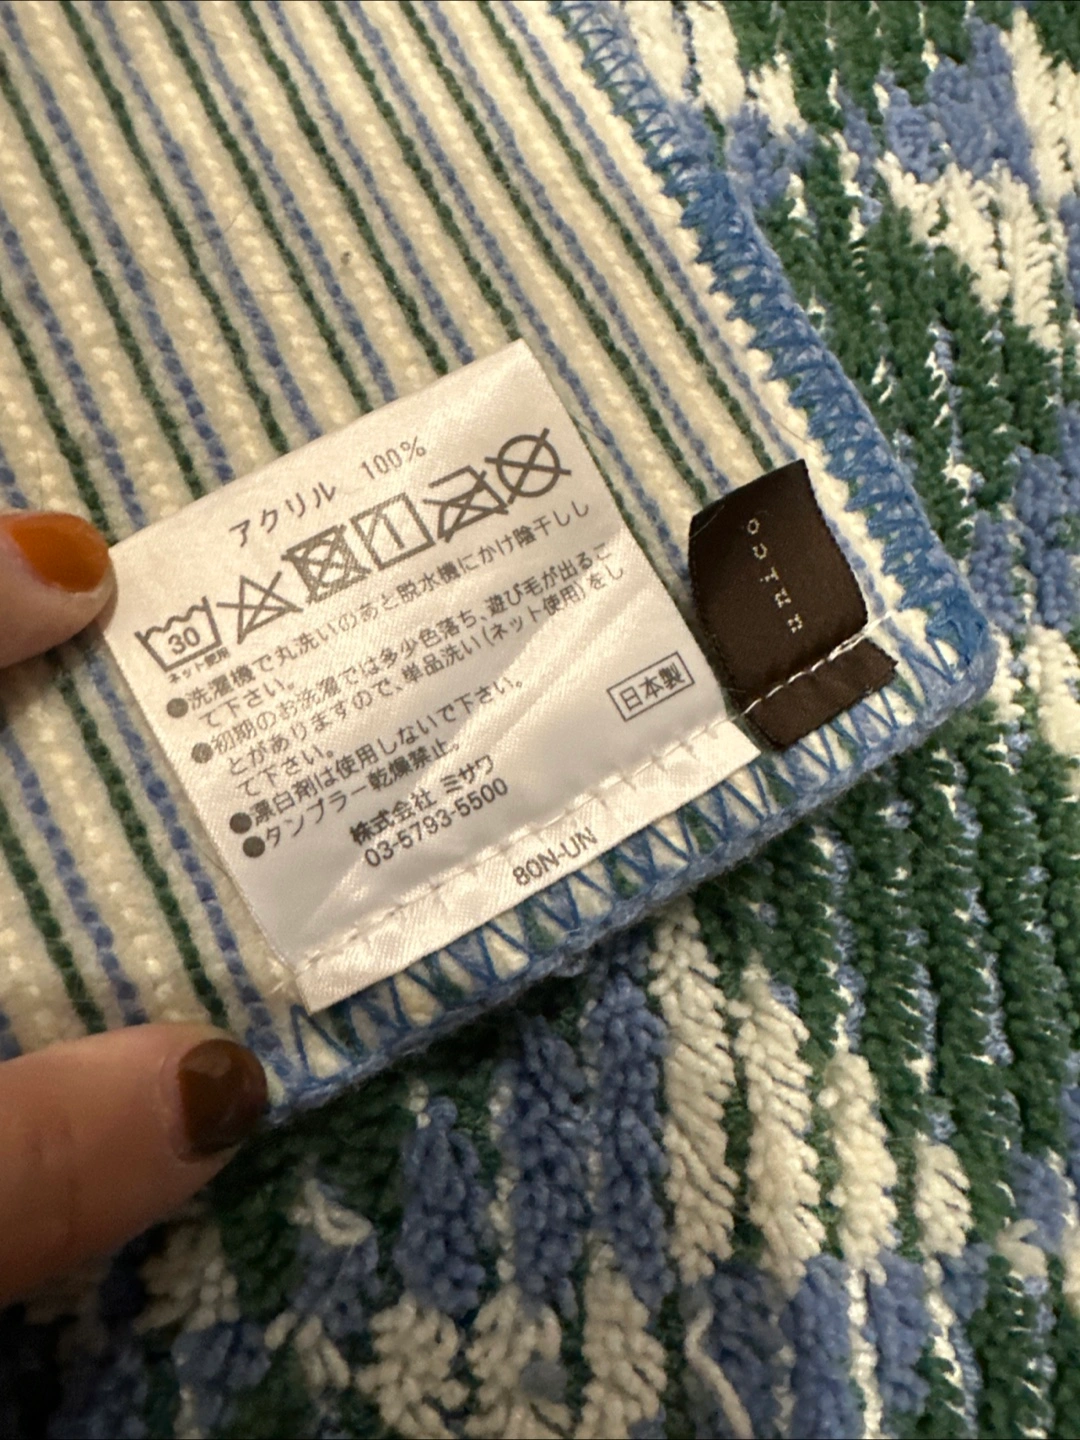 アクリル 100%
30
ネット使用
1
●洗濯機で丸洗いのあと脱水機にかけ陰干しし
て下さい。
●初期のお洗濯では多少色落ち、遊び毛が出るこ
とがありますので、単品洗い(ネット使用)をし
て下さい。
●漂白剤は使用しないで下さい。
●タンブラー乾燥禁止。
株式会社 ミサワ
03-5793-5500
日本製
80N-UN
unico